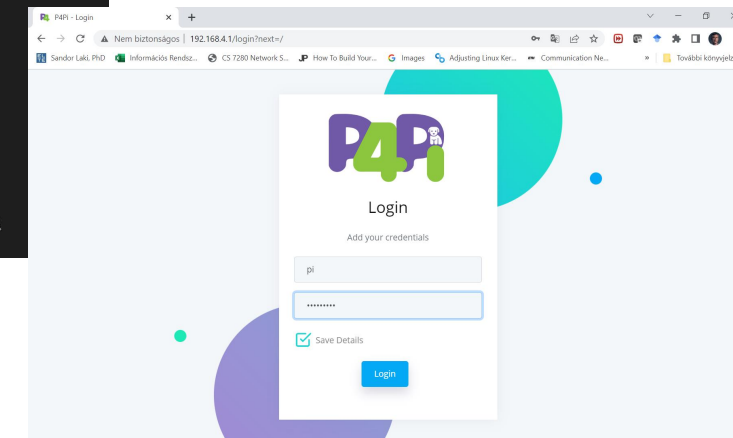 P4Pi - Login
Nem biztonságos | 192.168.4.1/login?next=/
Sandor Laki, PhD Információs Rendsz... CS 7280 Network S... How To Build Your... Images Adjusting Linux Ker... Communication Ne... » További könyvjelz
P4Pi
Login
Add your credentials
pi
•••••••••
Save Details
Login